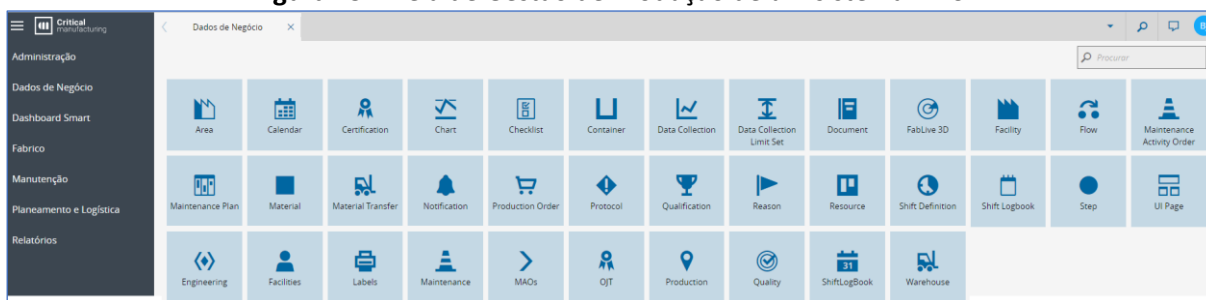 Critical
manufacturing
Dados de Negócio
Procurar
Administração
Dados de Negócio
Dashboard Smart
Fabrico
Manutenção
Planeamento e Logística
Relatórios
Area
Calendar
Certification
Chart
Checklist
Container
Data Collection
Data Collection
Limit Set
Document
FabLive 3D
Facility
Flow
Maintenance
Activity Order
Maintenance Plan
Material
Material Transfer
Notification
Production Order
Protocol
Qualification
Reason
Resource
Shift Definition
Shift Logbook
Step
UI Page
Engineering
Facilities
Labels
Maintenance
MAOs
OJT
Production
Quality
31
ShiftLogBook
Warehouse